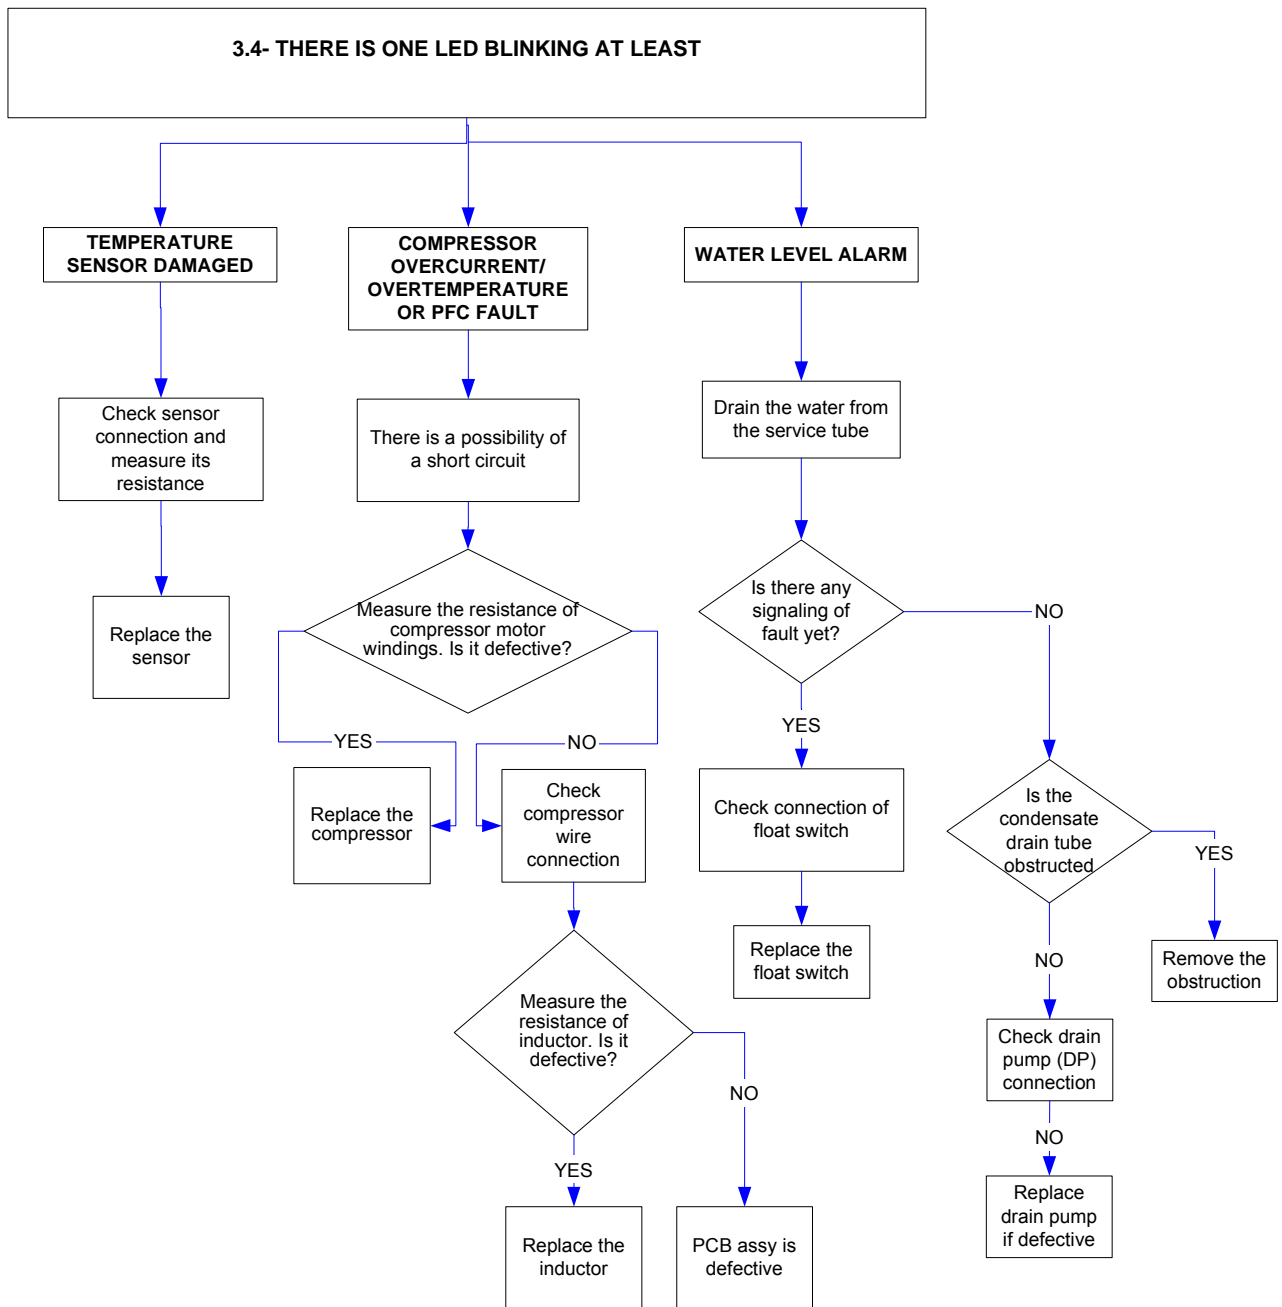 3.4- THERE IS ONE LED BLINKING AT LEAST
TEMPERATURE
SENSOR DAMAGED
COMPRESSOR
OVERCURRENT/
OVERTEMPERATURE
OR PFC FAULT
WATER LEVEL ALARM
Check sensor
connection and
measure its
resistance
There is a possibility of
a short circuit
Drain the water from
the service tube
Replace the
sensor
Measure the resistance of
compressor motor
windings. Is it defective?
Is there any
signaling of
fault yet?
NO
YES
YES
NO
Replace the
compressor
Check
compressor
wire
connection
Check connection of
float switch
Is the
condensate
drain tube
obstructed
YES
Replace the
float switch
NO
Remove the
obstruction
Measure the
resistance of
inductor. Is it
defective?
Check drain
pump (DP)
connection
NO
NO
YES
Replace the
inductor
PCB assy is
defective
Replace
drain pump
if defective